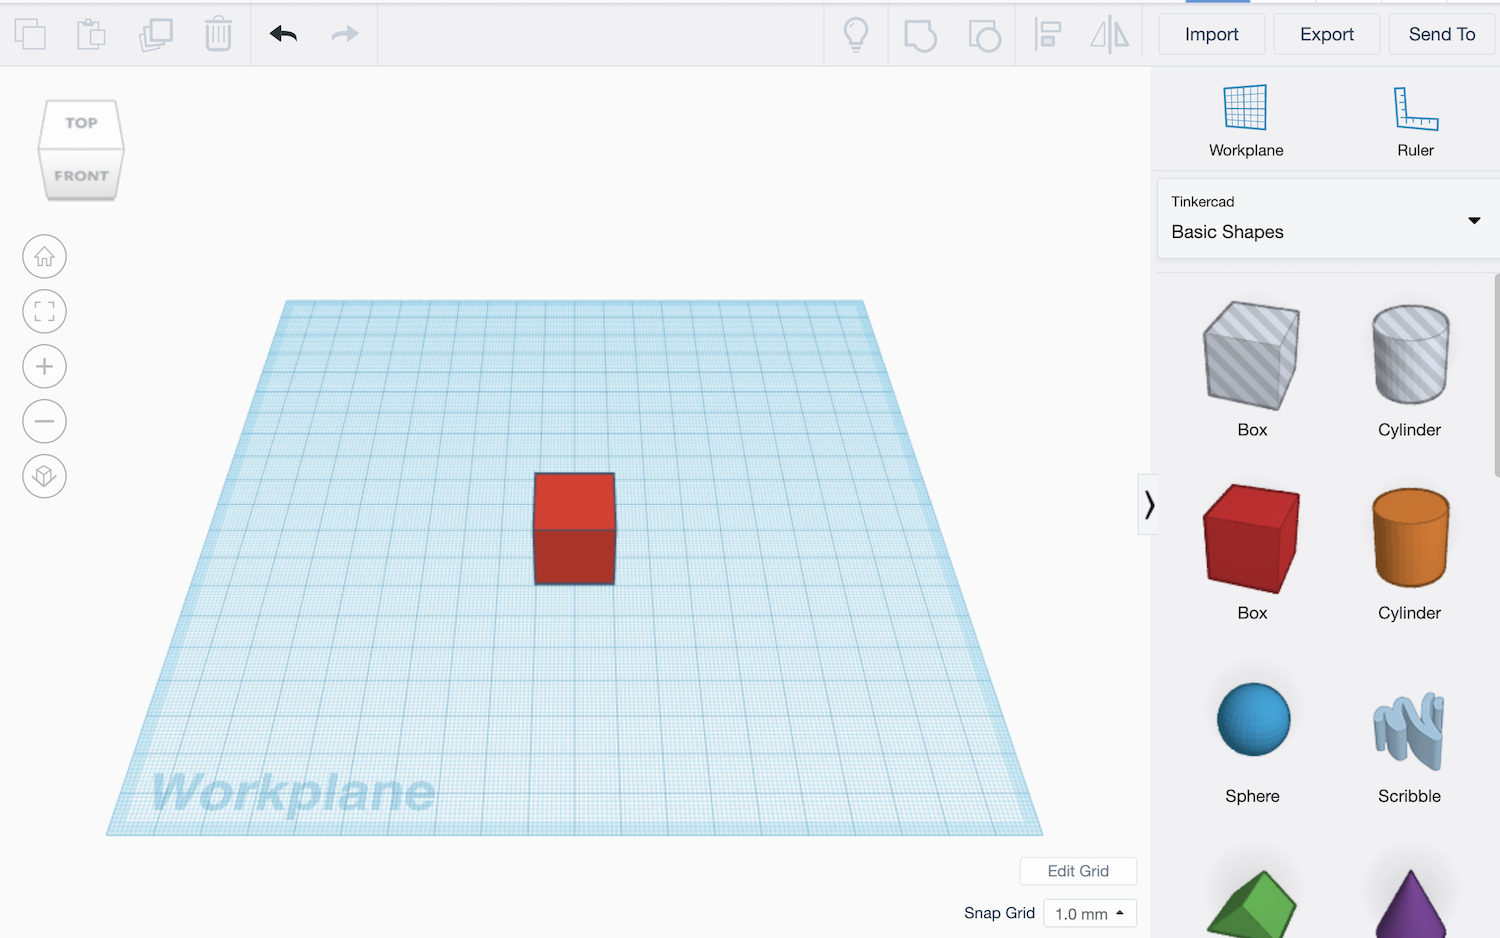 Import
Export
Send To
TOP
FRONT
Workplane
Ruler
Tinkercad
Basic Shapes
Box
Cylinder
Box
Cylinder
Sphere
Scribble
Workplane
Edit Grid
Snap Grid
1.0 mm